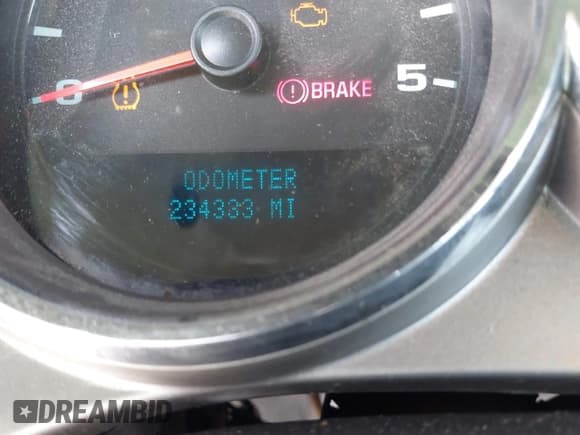 0
5
BRAKE
ODOMETER
234333 MI
DREAMBID